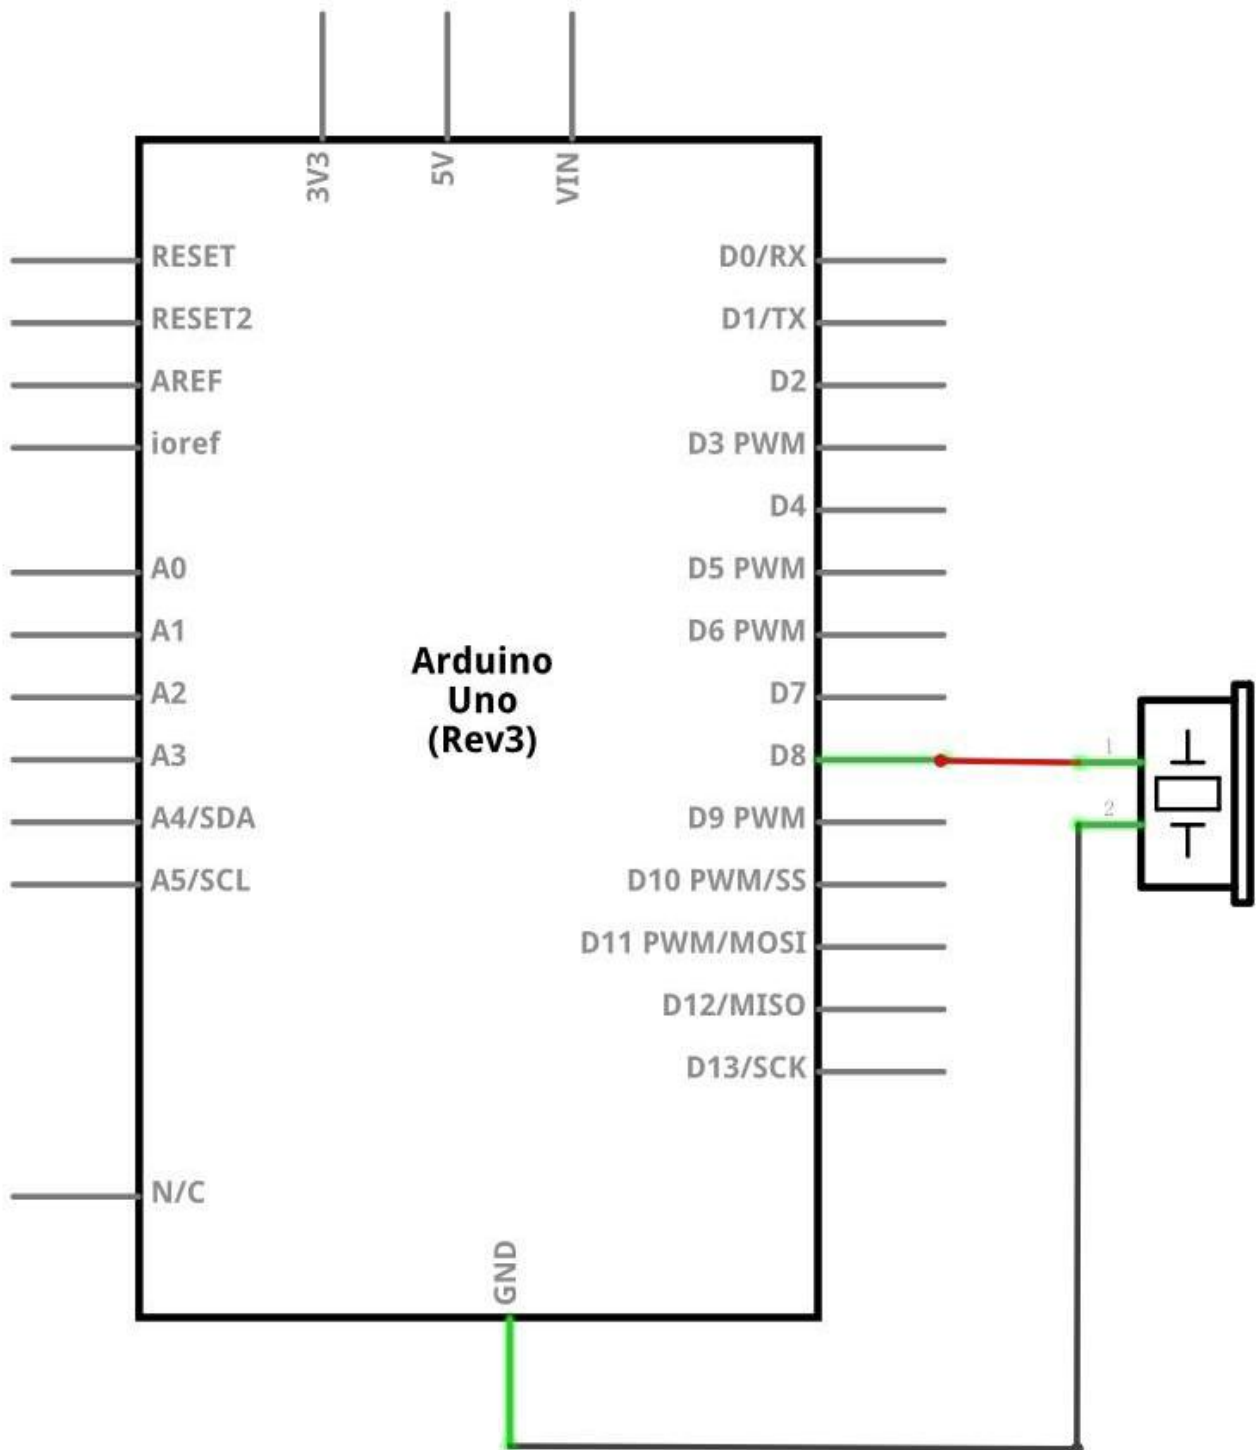 3V3
5V
VIN
RESET
RESET2
AREF
ioref
A0
A1
A2
A3
A4/SDA
A5/SCL
N/C
Arduino
Uno
(Rev3)
D0/RX
D1/TX
D2
D3 PWM
D4
D5 PWM
D6 PWM
D7
D8
D9 PWM
D10 PWM/SS
D11 PWM/MOSI
D12/MISO
D13/SCK
GND
1
2